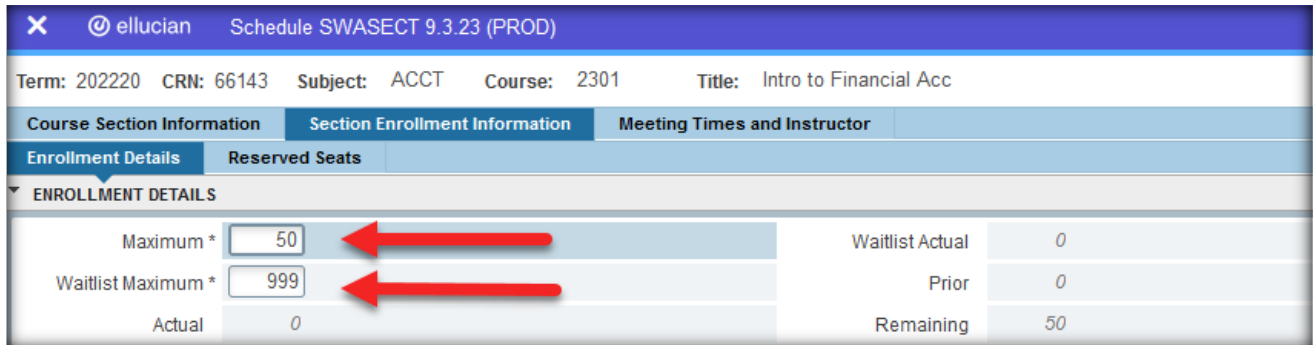 ellucian Schedule SWASECT 9.3.23 (PROD)
Term: 202220 CRN: 66143 Subject: ACCT Course: 2301 Title: Intro to Financial Acc
Course Section Information Section Enrollment Information Meeting Times and Instructor
Enrollment Details Reserved Seats
ENROLLMENT DETAILS
Maximum * 50 Waitlist Actual 0
Waitlist Maximum * 999 Prior 0
Actual 0 Remaining 50